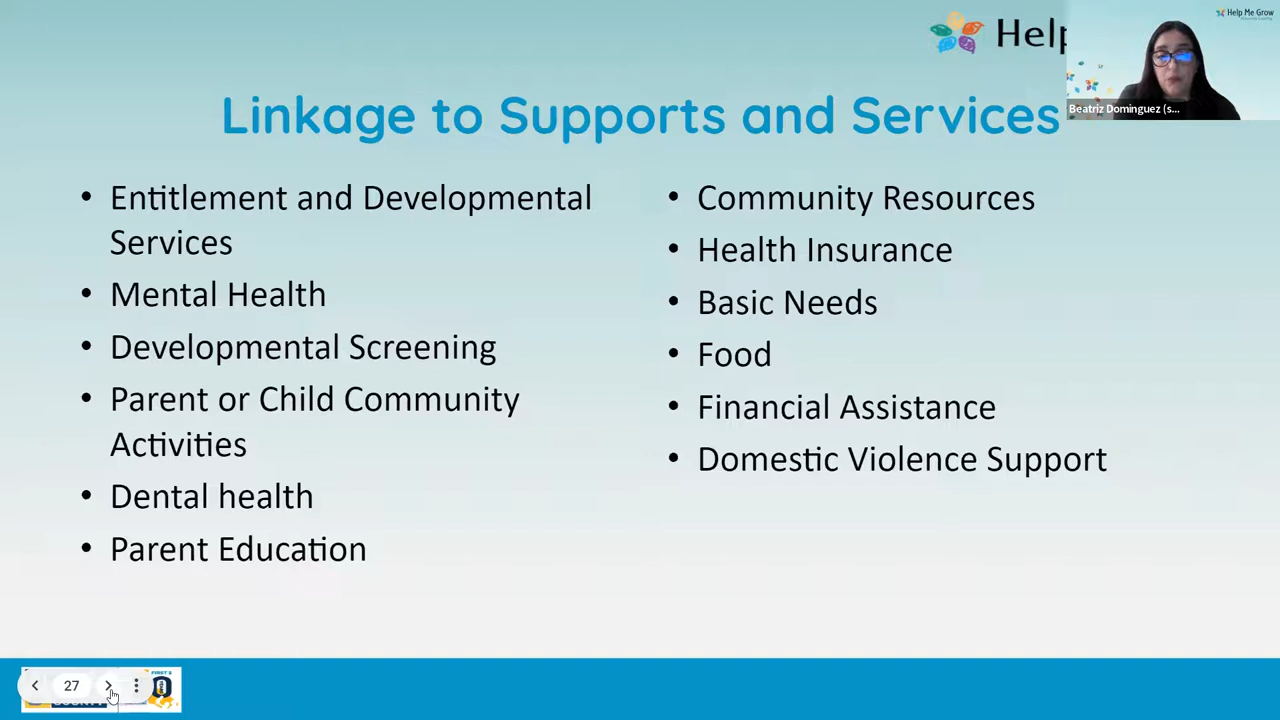 Help
Help Me Grow
Beatriz Dominguez (s...
Linkage to Supports and Services
• Entitlement and Developmental
Services
• Mental Health
• Developmental Screening
• Parent or Child Community
Activities
• Dental health
• Parent Education
• Community Resources
• Health Insurance
• Basic Needs
• Food
• Financial Assistance
• Domestic Violence Support
27
FIRST 5